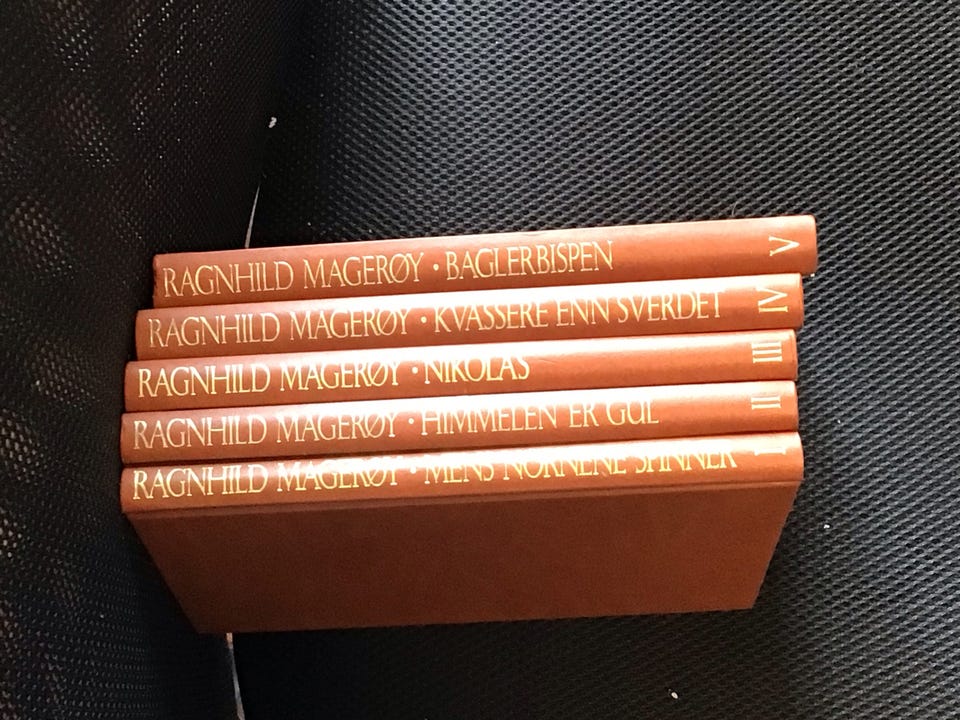 RAGNHILD MAGERØY · BAGLERBISPEN V
RAGNHILD MAGERØY · KVASSERE ENN SVERDET IV
RAGNHILD MAGERØY · NIKOLAS III
RAGNHILD MAGERØY · HIMMELEN ER GUL II
RAGNHILD MAGERØY · MENS NORNENE SPINNER I